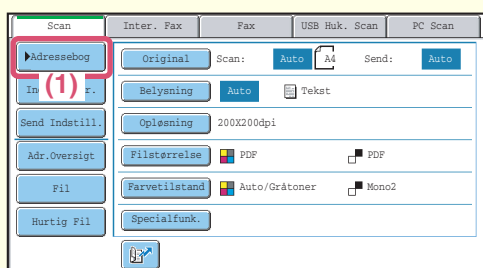 Scan Inter. Fax Fax USB Huk. Scan PC Scan
Adressebog Original Scan: Auto A4 Send: Auto
(1) r. Belysning Auto Tekst
Send Indstill. Opløsning 200X200dpi
Adr.Oversigt Filstørrelse PDF PDF
Fil Farvetilstand Auto/Gråtoner Mono2
Hurtig Fil Specialfunk.